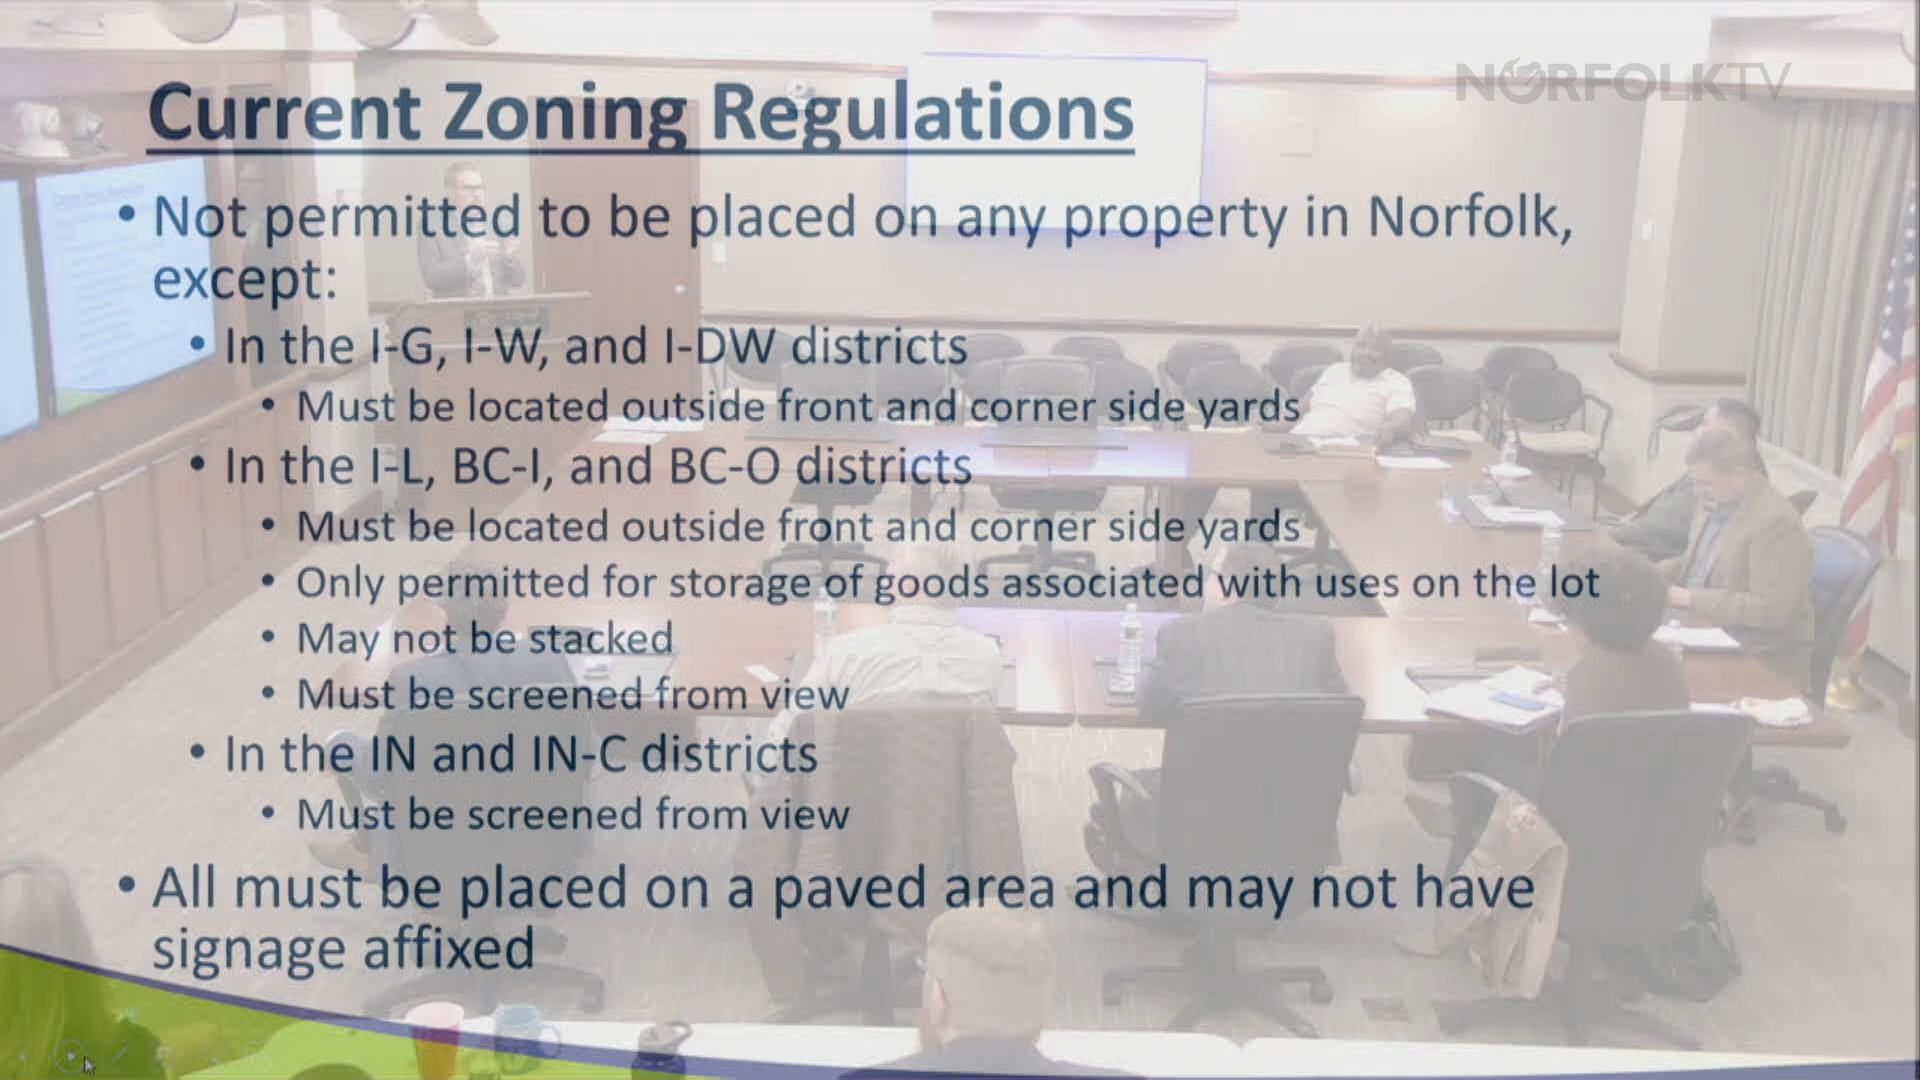 NORFOLKTV
Current Zoning Regulations
• Not permitted to be placed on any property in Norfolk,
except:
• In the I-G, I-W, and I-DW districts
• Must be located outside front and corner side yards
• In the I-L, BC-I, and BC-O districts
• Must be located outside front and corner side yards
• Only permitted for storage of goods associated with uses on the lot
• May not be stacked
• Must be screened from view
• In the IN and IN-C districts
• Must be screened from view
• All must be placed on a paved area and may not have
signage affixed